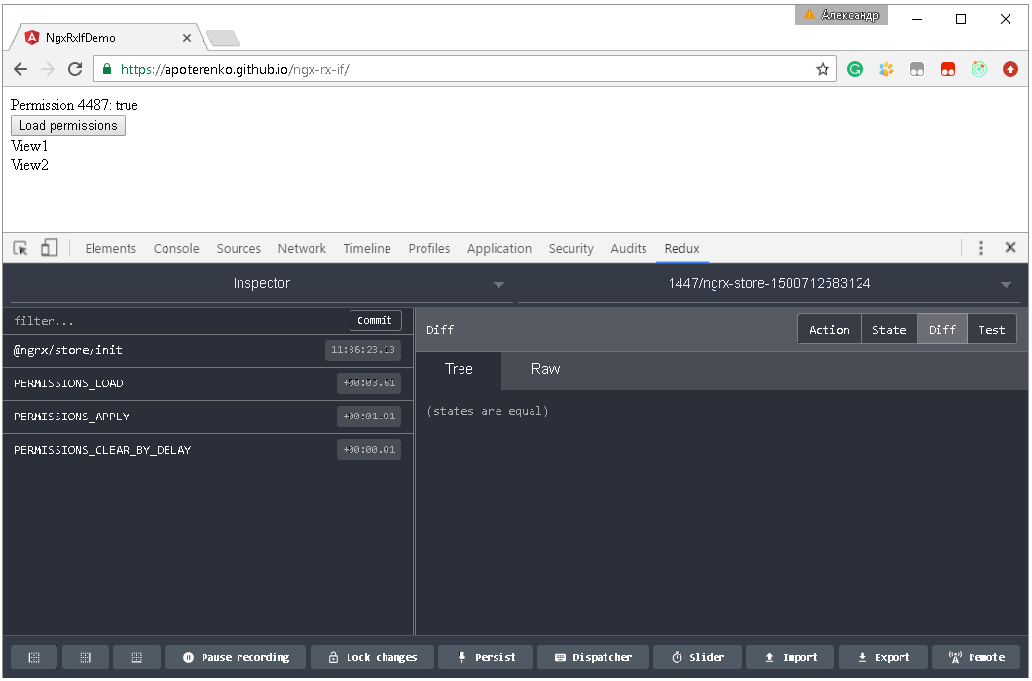 Александр
NgxRxIfDemo
https://apoterenko.github.io/ngx-rx-if/
Permission 4487: true
Load permissions
View1
View2
Elements Console Sources Network Timeline Profiles Application Security Audits Redux
Inspector 1447/ngrx-store-1500712583124
filter... Commit
Diff Action State Diff Test
@ngrx/store/init 11:36:23.13
Tree Raw
PERMISSIONS_LOAD +00:03.61
(states are equal)
PERMISSIONS_APPLY +00:01.01
PERMISSIONS_CLEAR_BY_DELAY +00:00.01
Pause recording Lock changes Persist Dispatcher Slider Import Export Remote